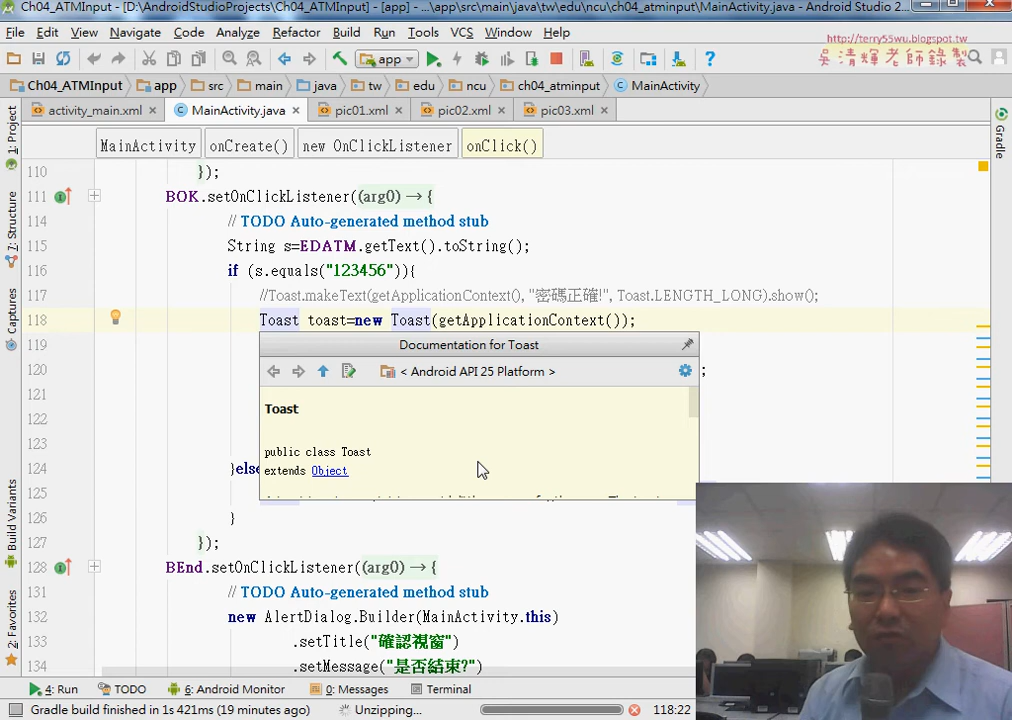 Ch04_ATMInput - [D:\AndroidStudioProjects\Ch04_ATMInput] - [app] - ...\app\src\main\java\tw\edu\ncu\ch04_atminput\MainActivity.java - Android Studio 2...
File Edit View Navigate Code Analyze Refactor Build Run Tools VCS Window Help
http://terry55wu.blogspot.tw
吳清輝老師錄製
app
Ch04_ATMInput app src main java tw edu ncu ch04_atminput MainActivity
activity_main.xml MainActivity.java pic01.xml pic02.xml pic03.xml
MainActivity onCreate() new OnClickListener onClick()
1: Project
7: Structure
Captures
Build Variants
2: Favorites
Gradle
110 });
111 BOK.setOnClickListener((arg0) → {
114 // TODO Auto-generated method stub
115 String s=EDATM.getText().toString();
116 if (s.equals("123456")){
117 //Toast.makeText(getApplicationContext(), "密碼正確!", Toast.LENGTH_LONG).show();
118 Toast toast=new Toast(getApplicationContext());
119 Documentation for Toast
120 < Android API 25 Platform > ;
121
122 Toast
123 public class Toast
extends Object
124 }else
125
126 }
127 });
128 BEnd.setOnClickListener((arg0) → {
131 // TODO Auto-generated method stub
132 new AlertDialog.Builder(MainActivity.this)
133 .setTitle("確認視窗")
134 .setMessage("是否結束?")
4: Run TODO 6: Android Monitor 0: Messages Terminal
Gradle build finished in 1s 421ms (19 minutes ago) Unzipping... 118:22